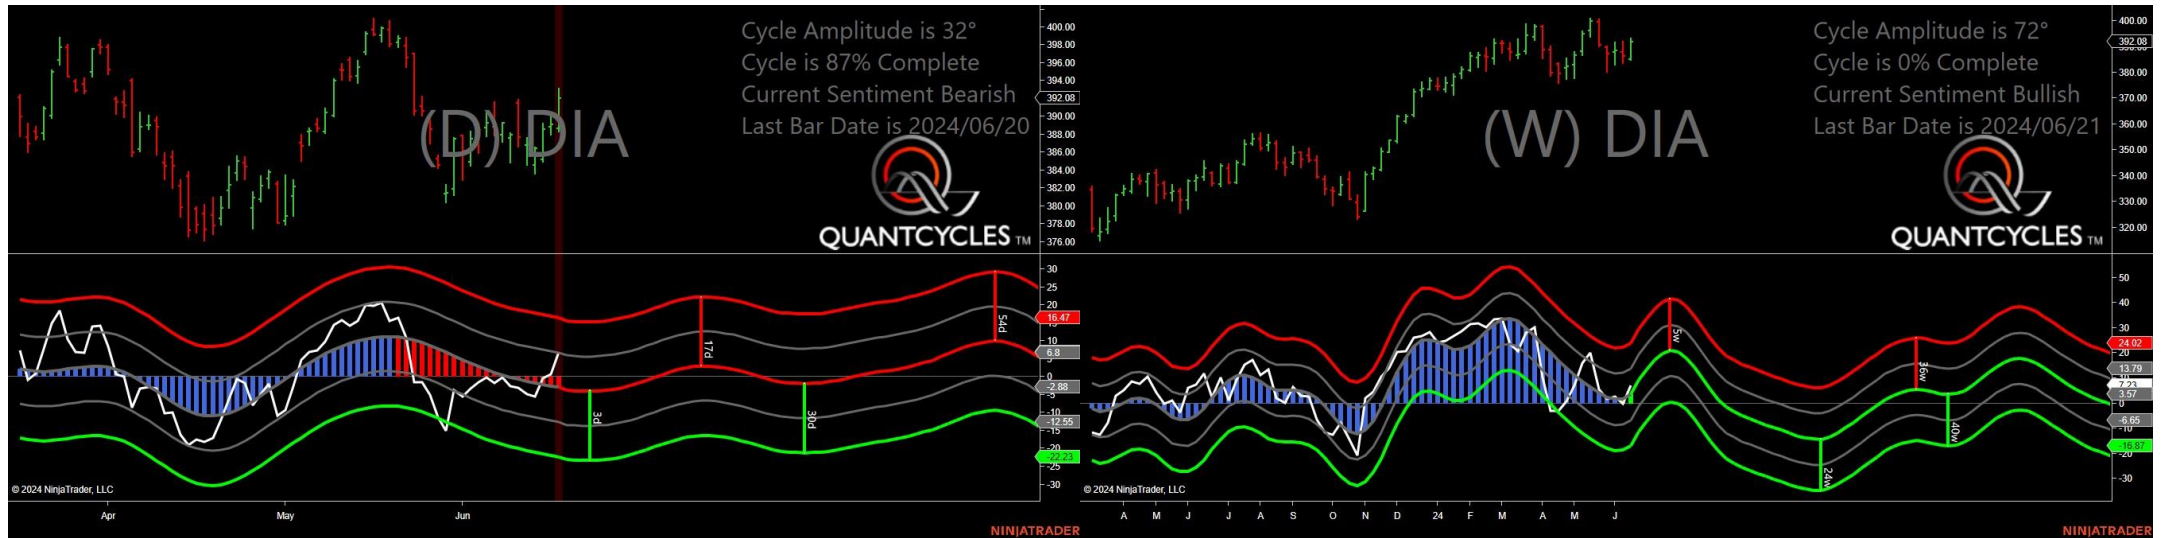 Cycle Amplitude is 32°
Cycle is 87% Complete
Current Sentiment Bearish
Last Bar Date is 2024/06/20
(D) DIA
QUANTCYCLES TM
400.00
398.00
396.00
394.00
392.08
390.00
388.00
386.00
384.00
382.00
380.00
378.00
376.00
30
25
20
16.47
10
6.8
0
-2.88
-5
-10
-12.55
-15
-20
-22.23
-25
-30
3d
17d
30d
54d
© 2024 NinjaTrader, LLC
Apr May Jun
NINJATRADER
Cycle Amplitude is 72°
Cycle is 0% Complete
Current Sentiment Bullish
Last Bar Date is 2024/06/21
(W) DIA
QUANTCYCLES TM
400.00
392.08
380.00
370.00
360.00
350.00
340.00
330.00
320.00
50
40
30
24.02
20
13.79
7.23
3.57
0
-6.65
-10
-16.87
-20
-30
5w
24w
36w
40w
© 2024 NinjaTrader, LLC
A M J J A S O N D 24 F M A M J
NINJATRADER